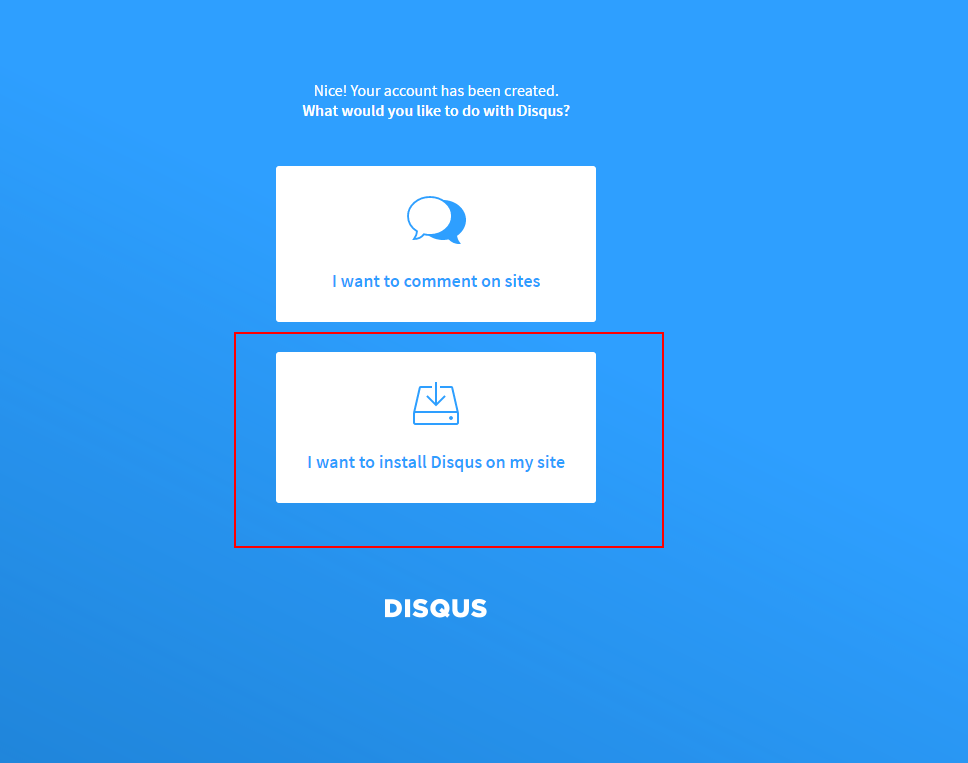 Nice! Your account has been created.
What would you like to do with Disqus?
I want to comment on sites
I want to install Disqus on my site
DISQUS